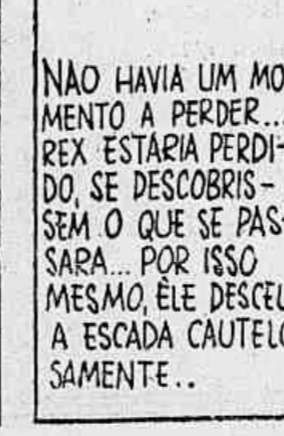 NÃO HAVIA UM MO
MENTO A PERDER...
REX ESTARIA PERDI-
DO, SE DESCOBRIS-
SEM O QUE SE PAS-
SARA... POR ISSO
MESMO, ÊLE DESCEU
A ESCADA CAUTELO
SAMENTE..